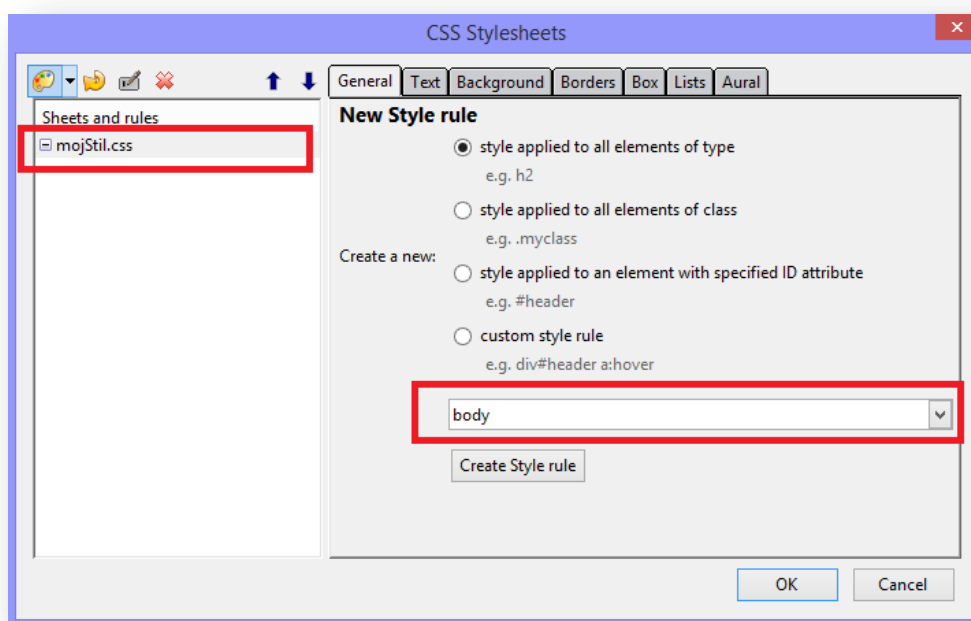 CSS Stylesheets
General Text Background Borders Box Lists Aural
Sheets and rules
mojStil.css
New Style rule
style applied to all elements of type
e.g. h2
style applied to all elements of class
e.g. .myclass
Create a new:
style applied to an element with specified ID attribute
e.g. #header
custom style rule
e.g. div#header a:hover
body
Create Style rule
OK Cancel